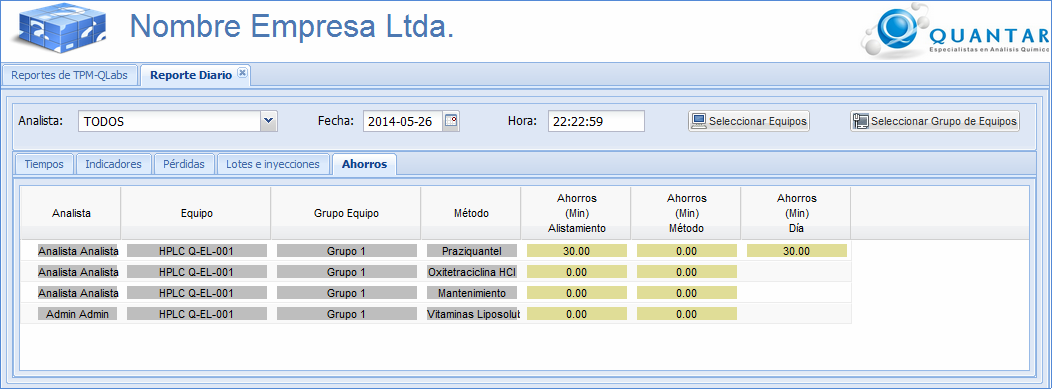 Nombre Empresa Ltda.
QUANTAR
Especialistas en Análisis Químico
Reportes de TPM-QLabs Reporte Diario
Analista: TODOS Fecha: 2014-05-26 Hora: 22:22:59 Seleccionar Equipos Seleccionar Grupo de Equipos
Tiempos Indicadores Pérdidas Lotes e inyecciones Ahorros
Analista Equipo Grupo Equipo Método Ahorros (Min) Alistamiento Ahorros (Min) Método Ahorros (Min) Día
Analista Analista HPLC Q-EL-001 Grupo 1 Praziquantel 30.00 0.00 30.00
Analista Analista HPLC Q-EL-001 Grupo 1 Oxitetraciclina HCl 0.00 0.00
Analista Analista HPLC Q-EL-001 Grupo 1 Mantenimiento 0.00 0.00
Admin Admin HPLC Q-EL-001 Grupo 1 Vitaminas Liposolub 0.00 0.00